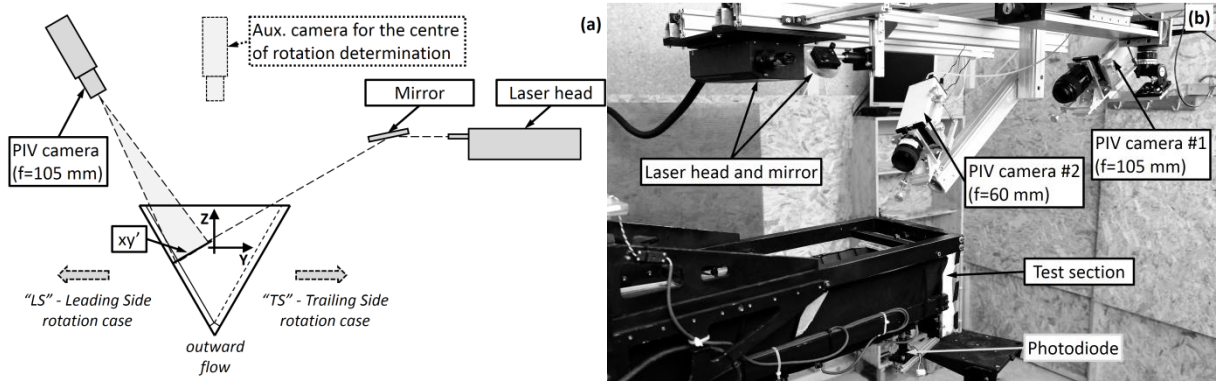 (a)
Aux. camera for the centre
of rotation determination
Mirror
Laser head
PIV camera
(f=105 mm)
Z
xy'
Y
“LS” - Leading Side
rotation case
“TS” - Trailing Side
rotation case
outward
flow
(b)
Laser head and mirror
PIV camera #2
(f=60 mm)
PIV camera #1
(f=105 mm)
Test section
Photodiode